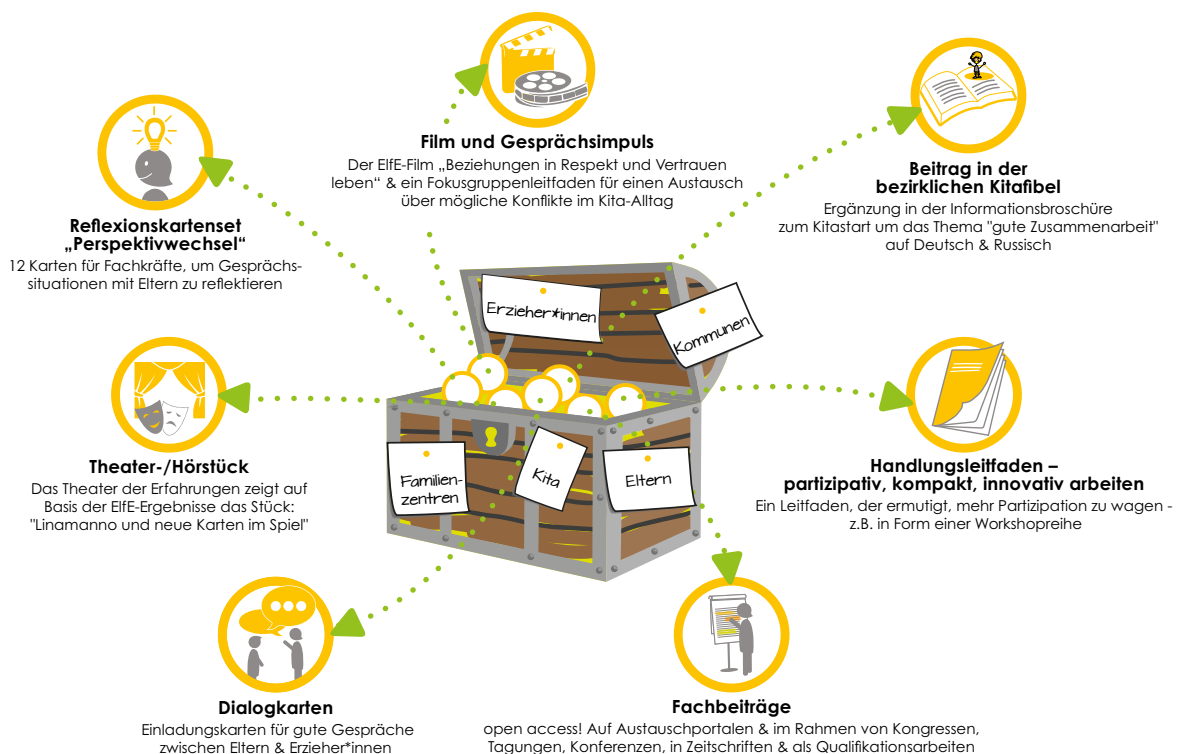 Film und Gesprächsimpuls
Der ElfE-Film „Beziehungen in Respekt und Vertrauen
leben“ & ein Fokusgruppenleitfaden für einen Austausch
über mögliche Konflikte im Kita-Alltag
Beitrag in der
bezirklichen Kitafibel
Ergänzung in der Informationsbroschüre
zum Kitastart um das Thema "gute Zusammenarbeit"
auf Deutsch & Russisch
Reflexionskartenset
„Perspektivwechsel“
12 Karten für Fachkräfte, um Gesprächs-
situationen mit Eltern zu reflektieren
Erzieher*innen
Kommunen
Familien-
zentren
Kita
Eltern
Theater-/Hörstück
Das Theater der Erfahrungen zeigt auf
Basis der ElfE-Ergebnisse das Stück:
"Linamanno und neue Karten im Spiel"
Handlungsleitfaden –
partizipativ, kompakt, innovativ arbeiten
Ein Leitfaden, der ermutigt, mehr Partizipation zu wagen -
z.B. in Form einer Workshopreihe
Dialogkarten
Einladungskarten für gute Gespräche
zwischen Eltern & Erzieher*innen
Fachbeiträge
open access! Auf Austauschportalen & im Rahmen von Kongressen,
Tagungen, Konferenzen, in Zeitschriften & als Qualifikationsarbeiten